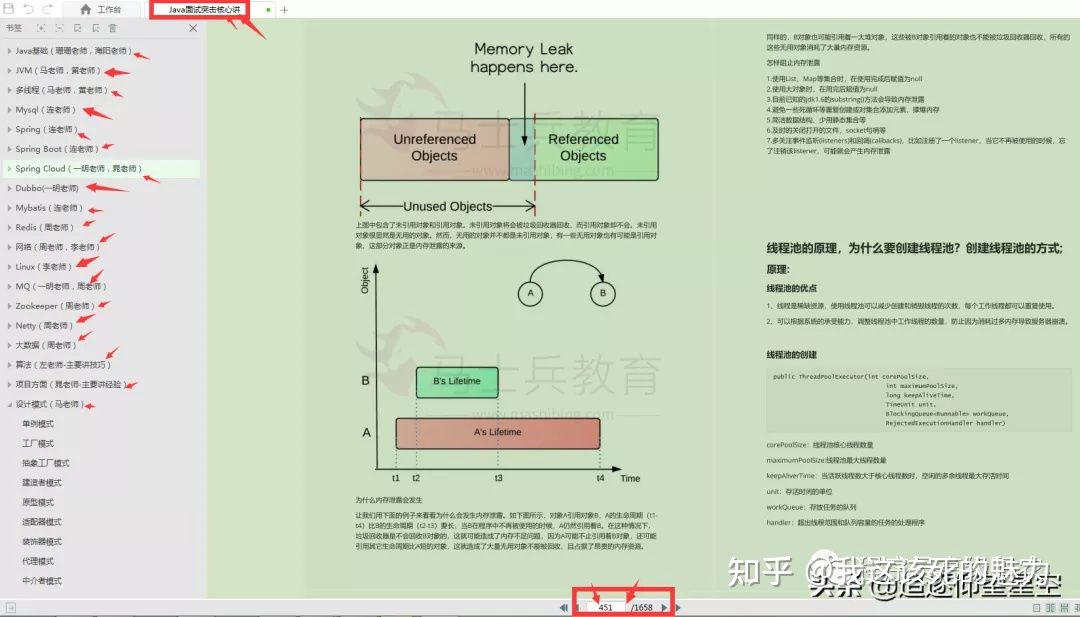 工作台
Java面试突击核心讲
书签
Java基础（珊珊老师，海阳老师）
JVM（马老师，黄老师）
多线程（马老师，黄老师）
Mysql（连老师）
Spring（连老师）
Spring Boot（连老师）
Spring Cloud（一明老师，晁老师）
Dubbo(一明老师)
Mybatis（连老师）
Redis（周老师）
网络（周老师，李老师）
Linux（李老师）
MQ（一明老师，周老师）
Zookeeper（周老师）
Netty（周老师）
大数据（周老师）
算法（左老师-主要讲技巧）
项目方面（晁老师-主要讲经验）
设计模式（马老师）
单例模式
工厂模式
抽象工厂模式
建造者模式
原型模式
适配器模式
装饰器模式
代理模式
中介者模式
Memory Leak
happens here.
Unreferenced
Objects
Referenced
Objects
Unused Objects
马士兵教育
www.mashibing.com
上图中包含了未引用对象和引用对象。未引用对象将会被垃圾回收器回收，而引用对象却不会。未引用
对象很显然是无用的对象。然而，无用的对象并不都是未引用对象，有一些无用对象也有可能是引用对
象，这部分对象正是内存泄露的来源。
Object
A
B
马士兵教育
www.mashibing.com
B
B's Lifetime
A
A's Lifetime
t1
t2
t3
t4
Time
为什么内存泄露会发生
让我们用下面的例子来看看为什么会发生内存泄露。如下图所示，对象A引用对象B，A的生命周期（t1-
t4）比B的生命周期（t2-t3）要长，当B在程序中不再被使用的时候，A仍然引用着B。在这种情况下，
垃圾回收器是不会回收B对象的，这就可能造成了内存不足问题，因为A可能不止引用着B对象，还可能
引用其它生命周期比A短的对象，这就造成了大量无用对象不能被回收，且占据了昂贵的内存资源。
同样的，B对象也可能引用着一大堆对象，这些被B对象引用着的对象也不能被垃圾回收器回收，所有的
这些无用对象消耗了大量内存资源。
怎样阻止内存泄露
1.使用List、Map等集合时，在使用完成后赋值为null
2.使用大对象时，在用完后赋值为null
3.目前已知的jdk1.6的substring()方法会导致内存泄露
4.避免一些死循环等重复创建或对集合添加元素，撑爆内存
5.简洁数据结构、少用静态集合等
6.及时的关闭打开的文件，socket句柄等
7.多关注事件监听(listeners)和回调(callbacks)，比如注册了一个listener，当它不再被使用的时候，忘
了注销该listener，可能就会产生内存泄露
线程池的原理，为什么要创建线程池？创建线程池的方式;
原理:
线程池的优点
1、线程是稀缺资源，使用线程池可以减少创建和销毁线程的次数，每个工作线程都可以重复使用。
2、可以根据系统的承受能力，调整线程池中工作线程的数量，防止因为消耗过多内存导致服务器崩溃。
线程池的创建
public ThreadPoolExecutor(int corePoolSize,
int maximumPoolSize,
long keepAliveTime,
TimeUnit unit,
BlockingQueue<Runnable> workQueue,
RejectedExecutionHandler handler)
corePoolSize：线程池核心线程数量
maximumPoolSize:线程池最大线程数量
keepAliverTime：当活跃线程数大于核心线程数时，空闲的多余线程最大存活时间
unit：存活时间的单位
workQueue：存放任务的队列
handler：超出线程范围和队列容量的任务的处理程序
知乎 @我这该死的魅力
头条 @追逐仰望星空
451 /1658